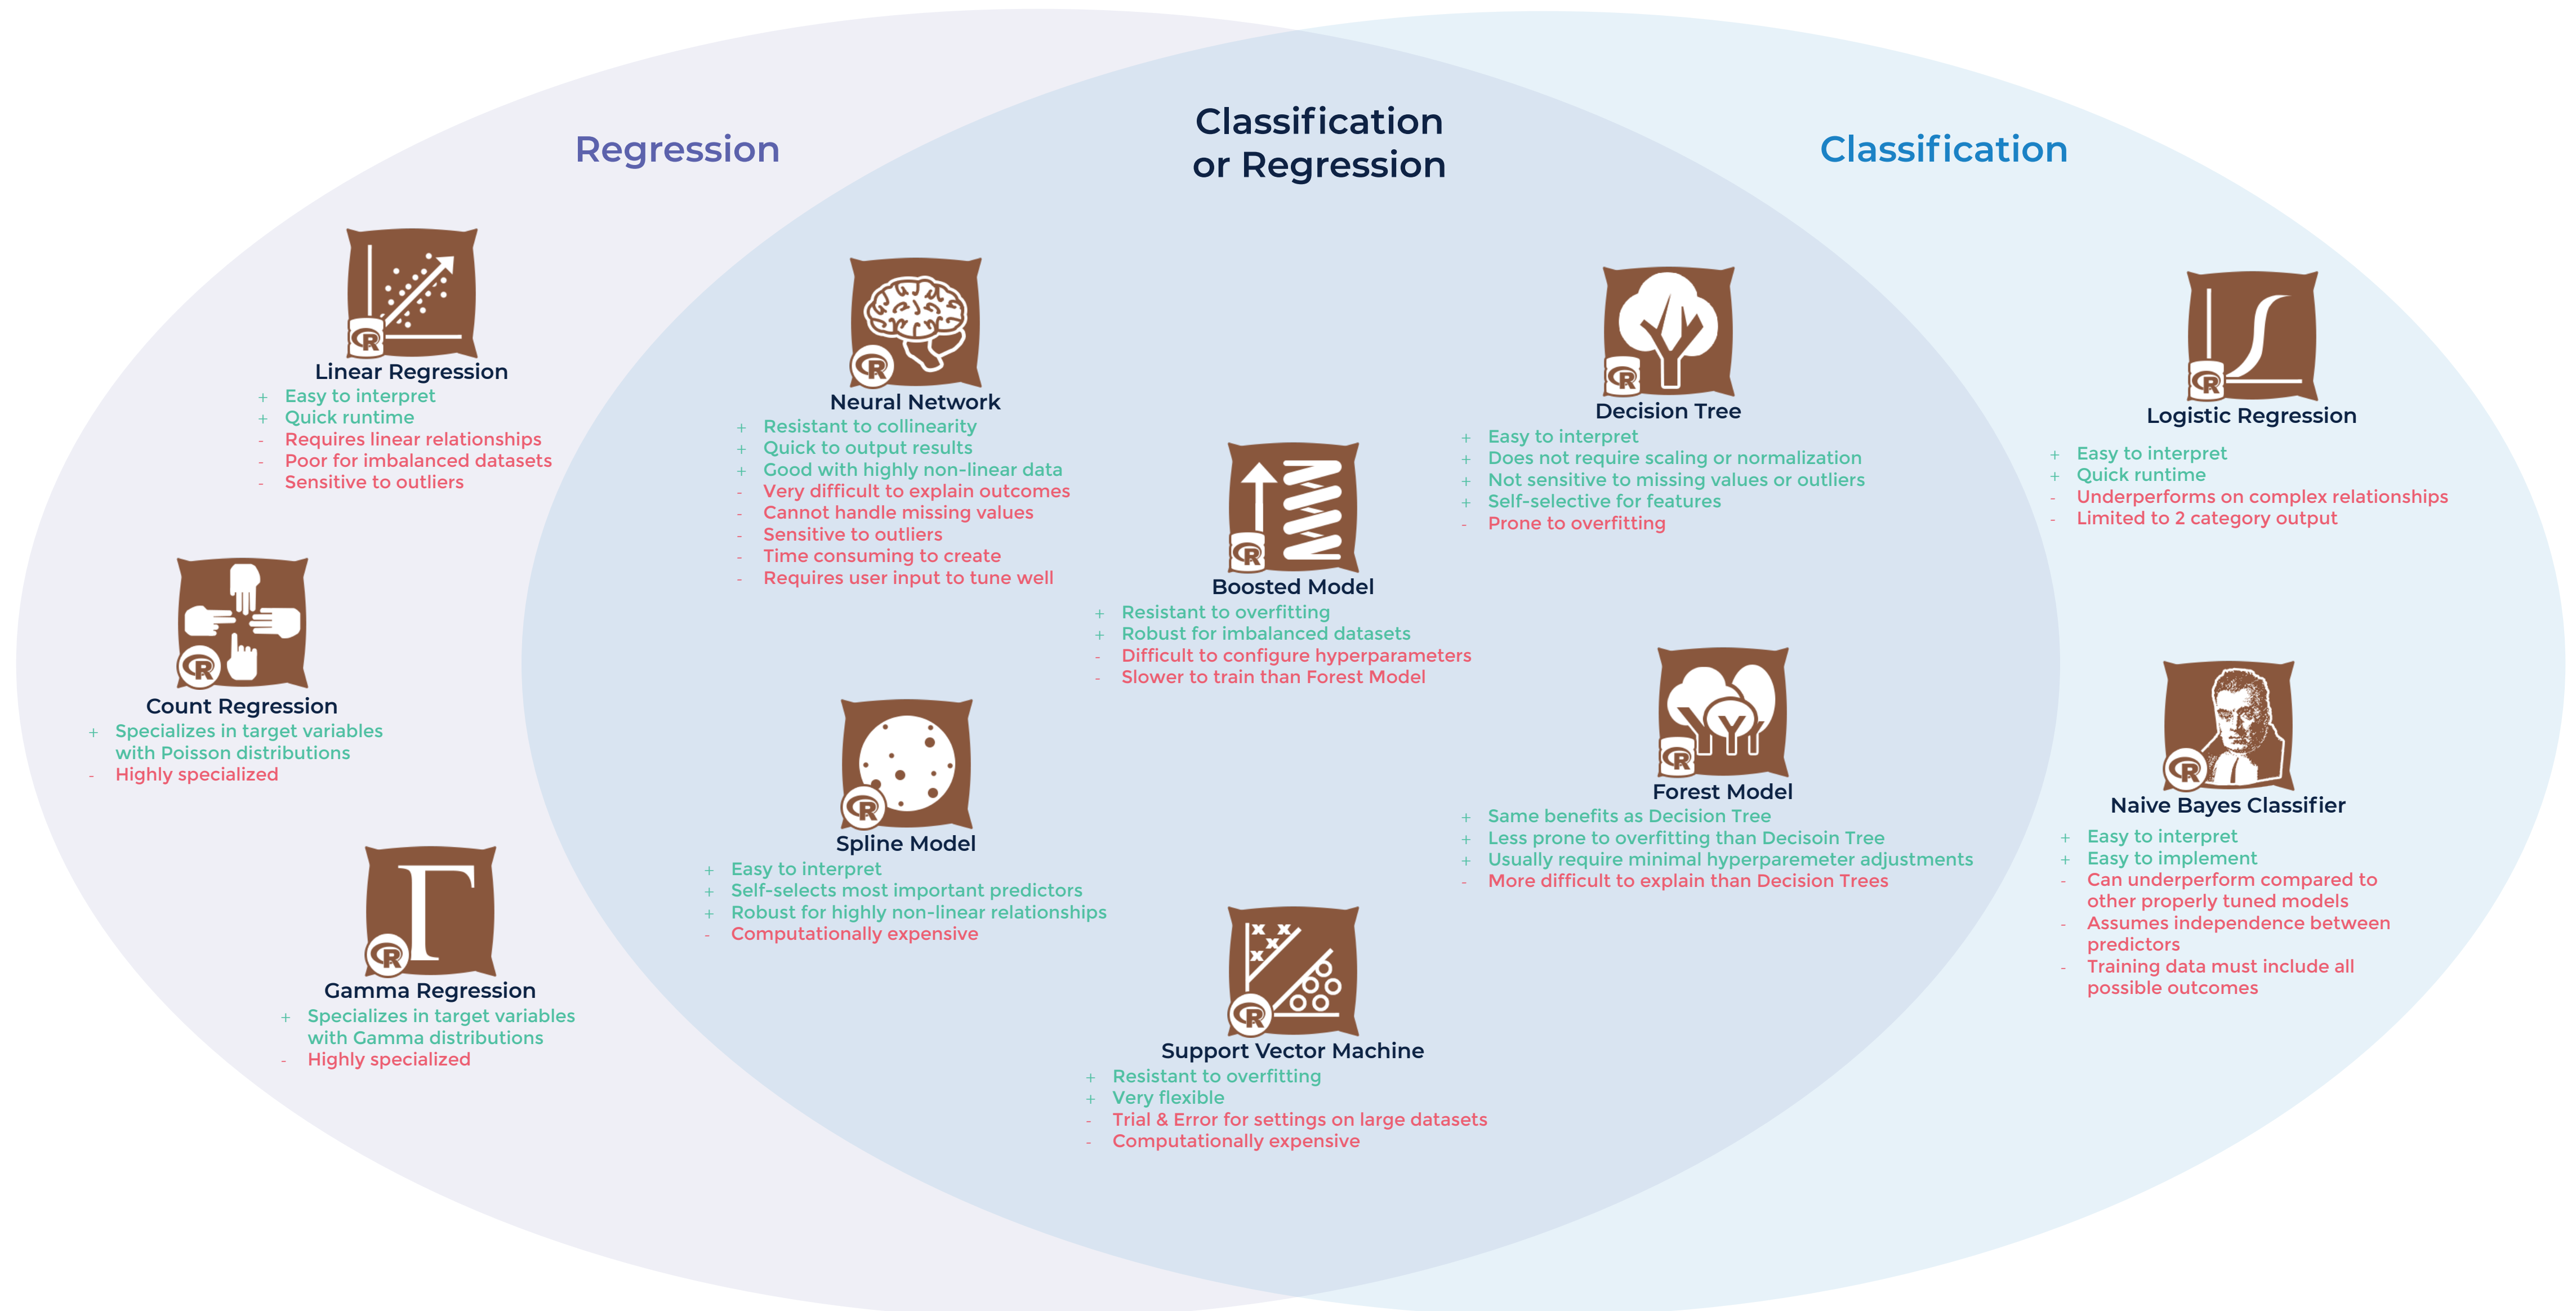 Regression
Classification
or Regression
Classification
Linear Regression
+ Easy to interpret
+ Quick runtime
- Requires linear relationships
- Poor for imbalanced datasets
- Sensitive to outliers
Count Regression
+ Specializes in target variables
with Poisson distributions
- Highly specialized
Gamma Regression
+ Specializes in target variables
with Gamma distributions
- Highly specialized
Neural Network
+ Resistant to collinearity
+ Quick to output results
+ Good with highly non-linear data
- Very difficult to explain outcomes
- Cannot handle missing values
- Sensitive to outliers
- Time consuming to create
- Requires user input to tune well
Spline Model
+ Easy to interpret
+ Self-selects most important predictors
+ Robust for highly non-linear relationships
- Computationally expensive
Boosted Model
+ Resistant to overfitting
+ Robust for imbalanced datasets
- Difficult to configure hyperparameters
- Slower to train than Forest Model
Support Vector Machine
+ Resistant to overfitting
+ Very flexible
- Trial & Error for settings on large datasets
- Computationally expensive
Decision Tree
+ Easy to interpret
+ Does not require scaling or normalization
+ Not sensitive to missing values or outliers
+ Self-selective for features
- Prone to overfitting
Forest Model
+ Same benefits as Decision Tree
+ Less prone to overfitting than Decisoin Tree
+ Usually require minimal hyperparemeter adjustments
- More difficult to explain than Decision Trees
Logistic Regression
+ Easy to interpret
+ Quick runtime
- Underperforms on complex relationships
- Limited to 2 category output
Naive Bayes Classifier
+ Easy to interpret
+ Easy to implement
- Can underperform compared to
other properly tuned models
- Assumes independence between
predictors
- Training data must include all
possible outcomes
R
R
R
R
R
R
R
R
R
R
Γ
X X
X X
X